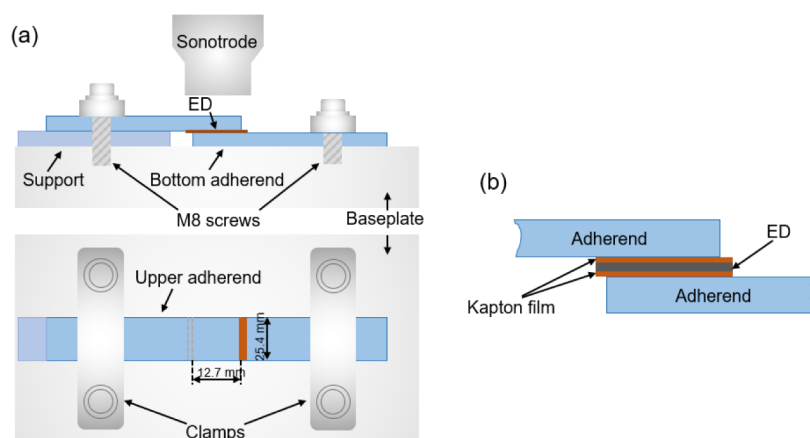 (a)
Sonotrode
ED
Support
Bottom adherend
M8 screws
Baseplate
Upper adherend
25.4 mm
12.7 mm
Clamps
(b)
Adherend
ED
Kapton film
Adherend